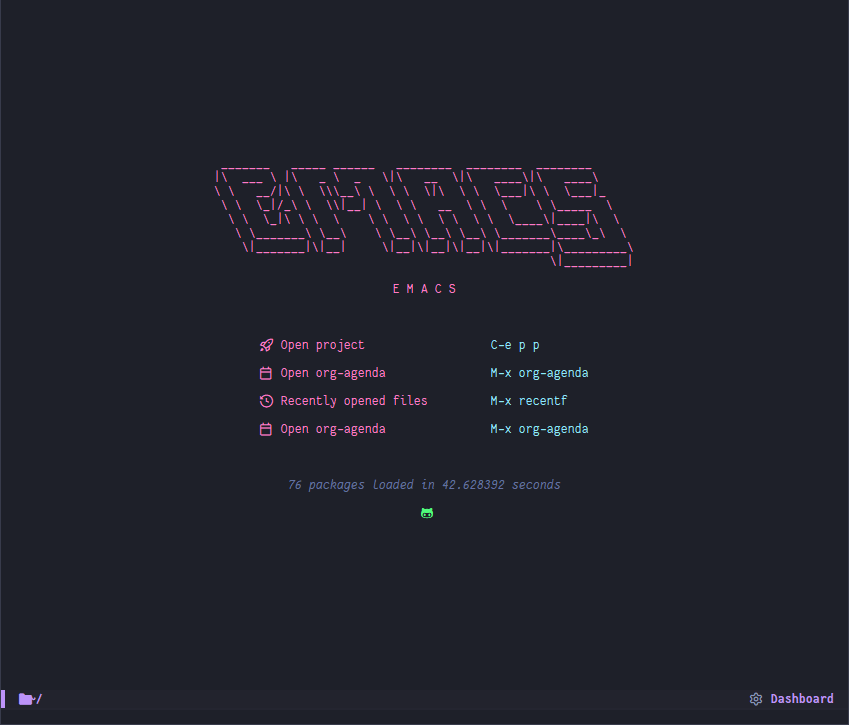 EMACS
Open project C-e p p
Open org-agenda M-x org-agenda
Recently opened files M-x recentf
Open org-agenda M-x org-agenda
76 packages loaded in 42.628392 seconds
~/ Dashboard